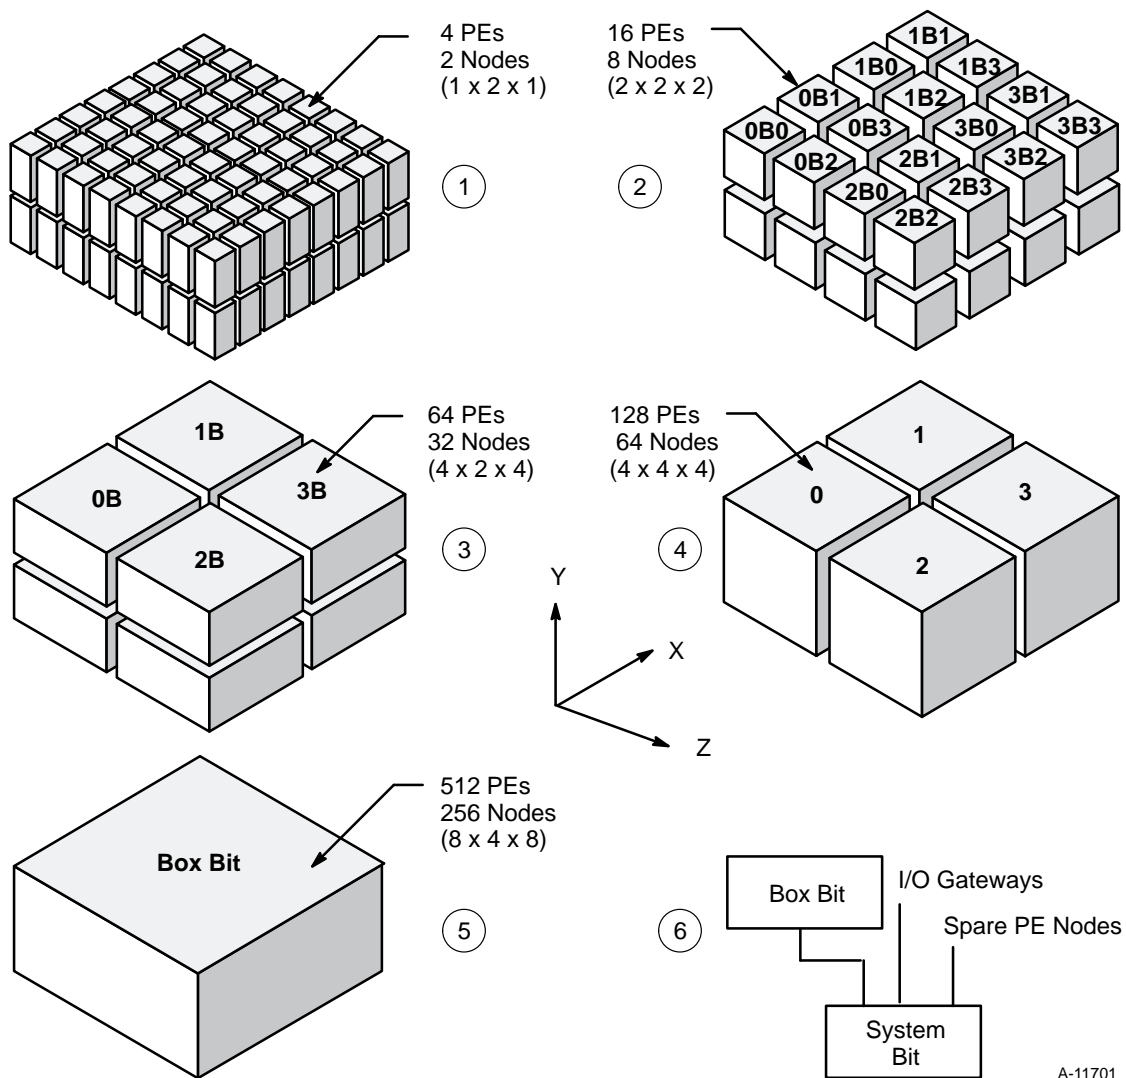 4 PEs
2 Nodes
(1 x 2 x 1)
1
16 PEs
8 Nodes
(2 x 2 x 2)
2
1B1
1B0
1B3
0B1
1B2
3B1
0B0
0B3
3B0
3B3
0B2
2B1
3B2
2B0
2B3
2B2
64 PEs
32 Nodes
(4 x 2 x 4)
3
1B
0B
3B
2B
128 PEs
64 Nodes
(4 x 4 x 4)
4
1
0
3
2
Y
X
Z
512 PEs
256 Nodes
(8 x 4 x 8)
5
Box Bit
6
Box Bit
I/O Gateways
Spare PE Nodes
System
Bit
A-11701